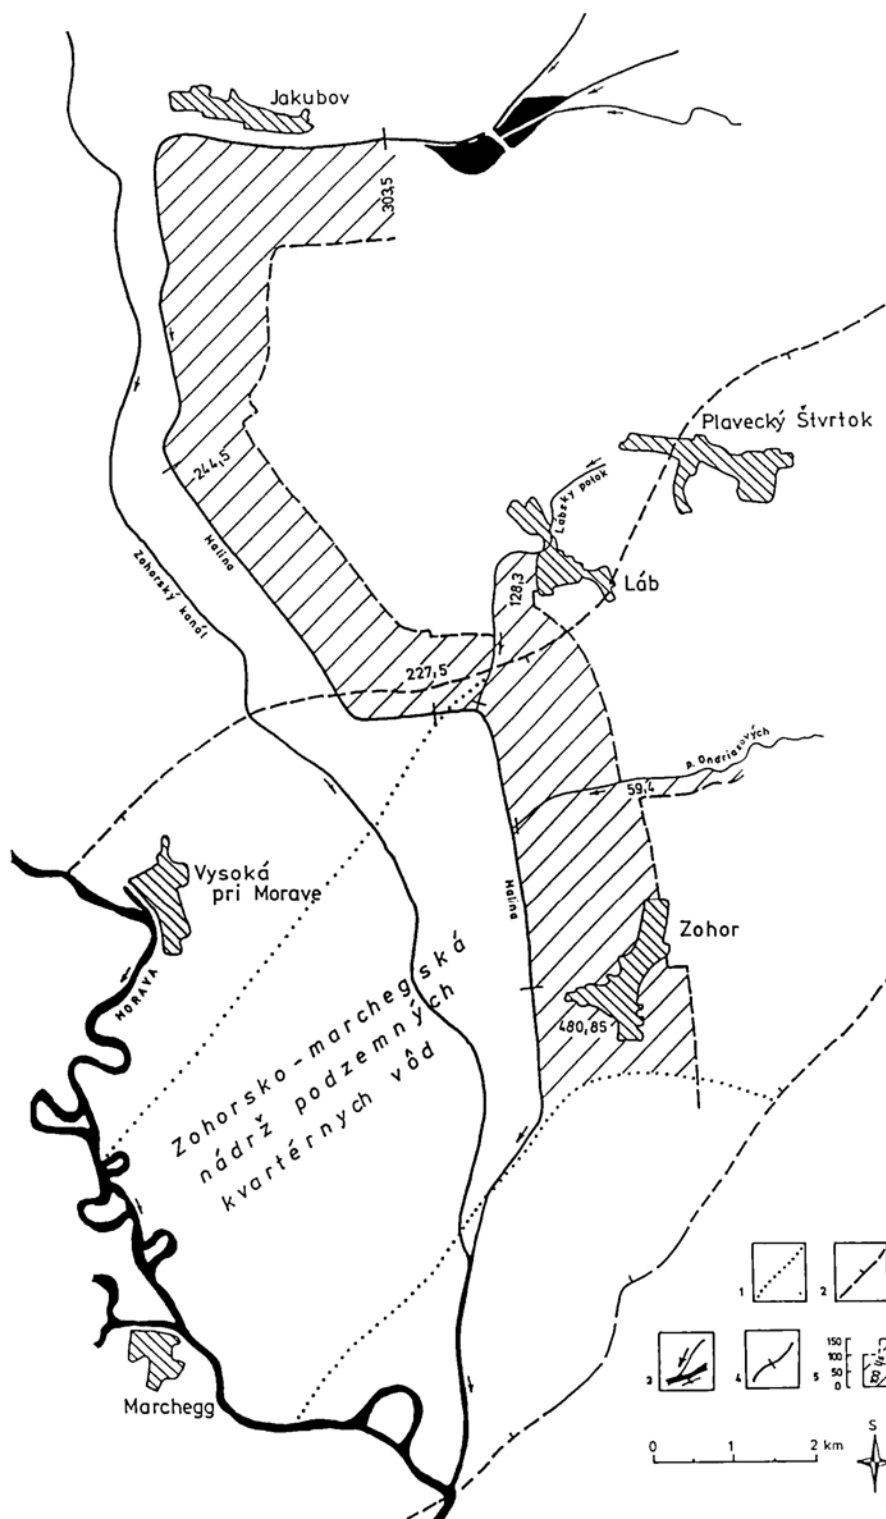 Jakubov
303,5
Plavecký Štvrtok
244,5
Lábsky potok
Malina
Zohorský kanál
128,3
Láb
227,5
p. Ondriašových
59,4
Vysoká
pri Morave
Malina
Zohor
MORAVA
480,85
Zohorsko-marchegská
nádrž podzemných
kvartérnych vôd
Marchegg
1
2
3
4
5
150
100
50
0
S
0 1 2 km